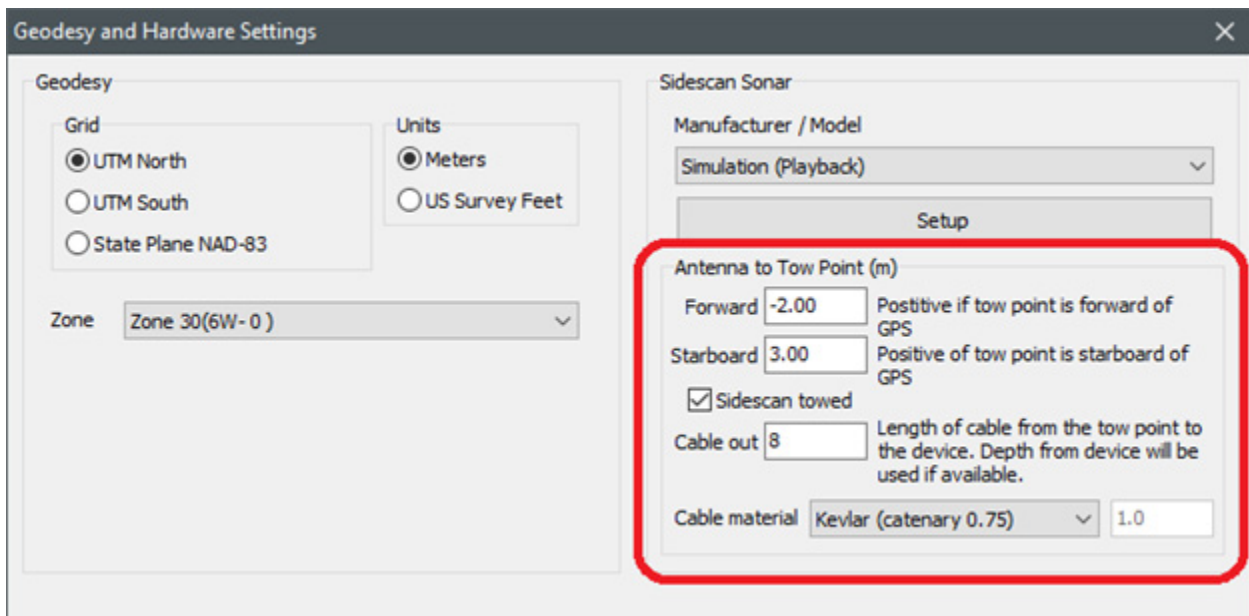 Geodesy and Hardware Settings
Geodesy
Grid
UTM North
UTM South
State Plane NAD-83
Units
Meters
US Survey Feet
Zone Zone 30(6W- 0 )
Sidescan Sonar
Manufacturer / Model
Simulation (Playback)
Setup
Antenna to Tow Point (m)
Forward -2.00 Postitive if tow point is forward of
GPS
Starboard 3.00 Positive of tow point is starboard of
GPS
Sidescan towed
Cable out 8 Length of cable from the tow point to
the device. Depth from device will be
used if available.
Cable material Kevlar (catenary 0.75) 1.0